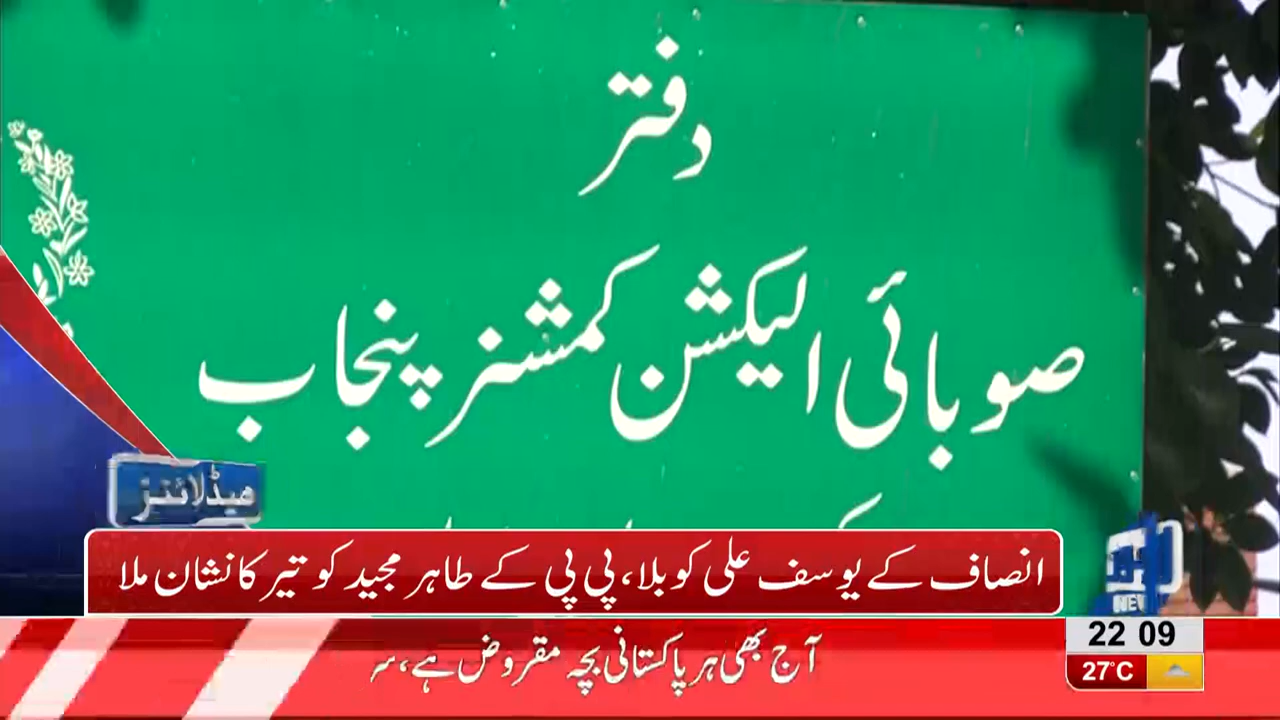 دفتر
صوبائی الیکشن کمشنر پنجاب
ہیڈلائنز
انصاف کے یوسف علی کو بلا، پی پی کے طاہر مجید کو تیر کا نشان ملا
NEW
22 09
آج بھی ہر پاکستانی بچہ مقروض ہے،
27°C